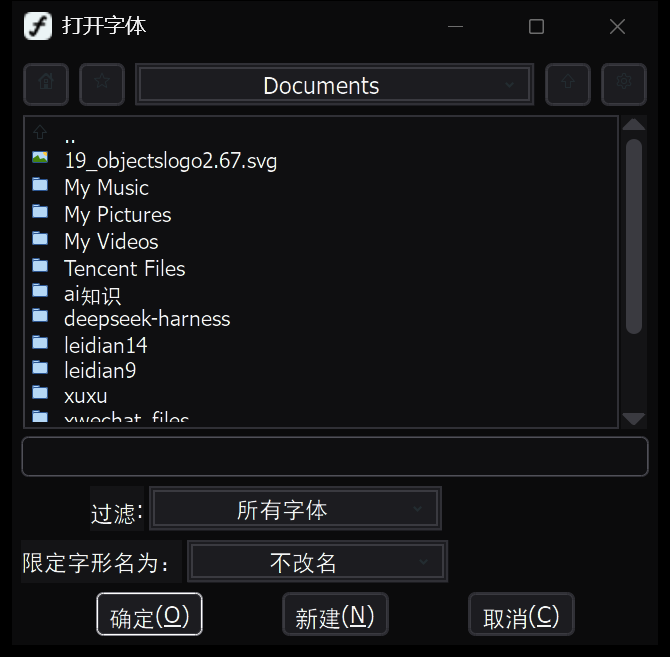 打开字体
Documents
..
19_objectslogo2.67.svg
My Music
My Pictures
My Videos
Tencent Files
ai知识
deepseek-harness
leidian14
leidian9
xuxu
xwechat_files
过滤:
所有字体
限定字形名为：
不改名
确定(O)
新建(N)
取消(C)